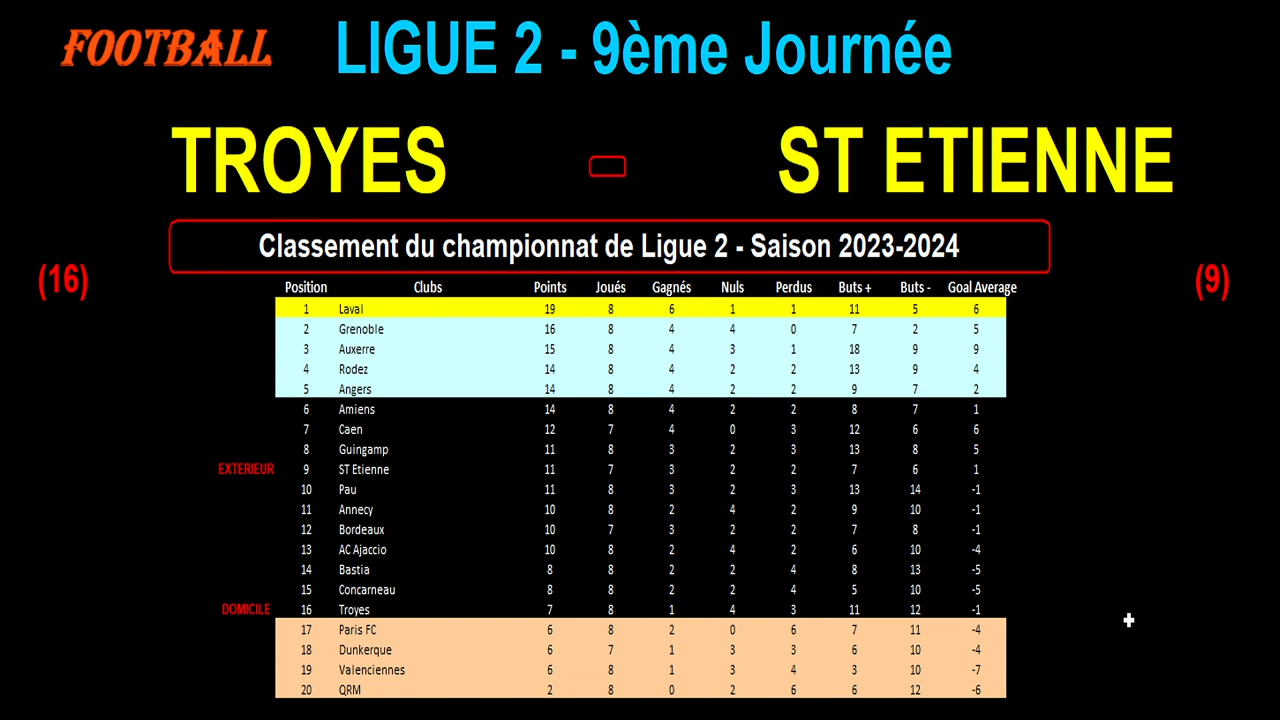 FOOTBALL LIGUE 2 - 9ème Journée
TROYES - ST ETIENNE
Classement du championnat de Ligue 2 - Saison 2023-2024
(16) (9)
Position Clubs Points Joués Gagnés Nuls Perdus Buts + Buts - Goal Average
1 Laval 19 8 6 1 1 11 5 6
2 Grenoble 16 8 4 4 0 7 2 5
3 Auxerre 15 8 4 3 1 18 9 9
4 Rodez 14 8 4 2 2 13 9 4
5 Angers 14 8 4 2 2 9 7 2
6 Amiens 14 8 4 2 2 8 7 1
7 Caen 12 7 4 0 3 12 6 6
8 Guingamp 11 8 3 2 3 13 8 5
EXTERIEUR 9 ST Etienne 11 7 3 2 2 7 6 1
10 Pau 11 8 3 2 3 13 14 -1
11 Annecy 10 8 2 4 2 9 10 -1
12 Bordeaux 10 7 3 2 2 7 8 -1
13 AC Ajaccio 10 8 2 4 2 6 10 -4
14 Bastia 8 8 2 2 4 8 13 -5
15 Concarneau 8 8 2 2 4 5 10 -5
DOMICILE 16 Troyes 7 8 1 4 3 11 12 -1
17 Paris FC 6 8 2 0 6 7 11 -4
18 Dunkerque 6 7 1 3 3 6 10 -4
19 Valenciennes 6 8 1 3 4 3 10 -7
20 QRM 2 8 0 2 6 6 12 -6